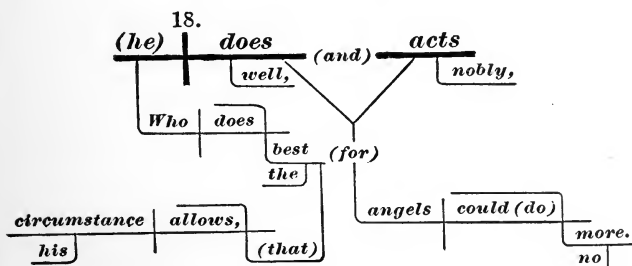 18.
(he) does (and) acts
well, nobly,
Who does
best (for)
the
circumstance allows, angels could (do)
his (that) more.
no